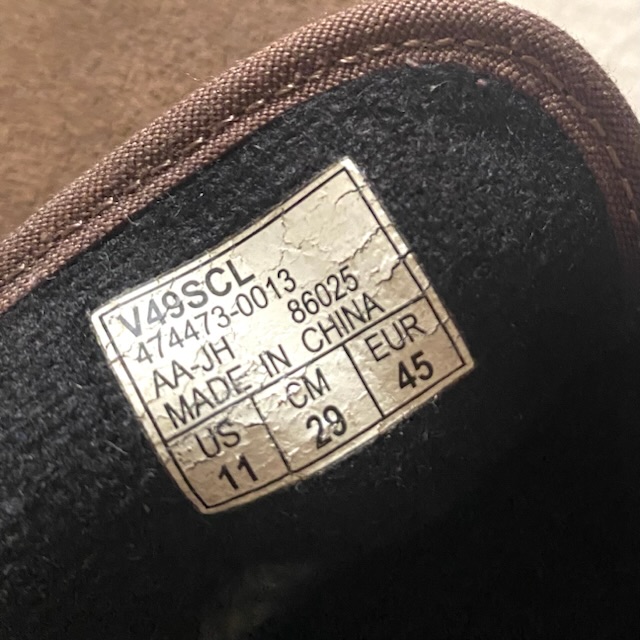 V49SCL
474473-0013
AA-JH 86025
MADE IN CHINA
US CM EUR
11 29 45